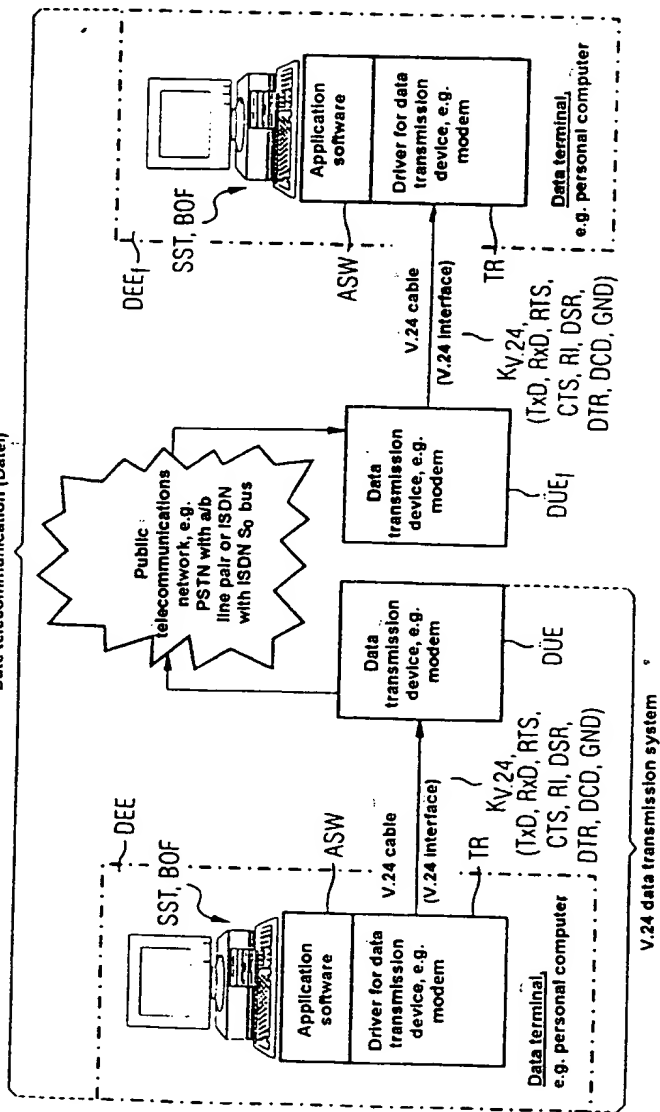 Data telecommunication (Datel)
Public
telecommunications
network, e.g.
PSTN with a/b
line pair or ISDN
with ISDN S0 bus
DEE
SST, BOF
Application
software
ASW
Driver for data
transmission
device, e.g.
modem
TR
Data terminal,
e.g. personal computer
V.24 cable
(V.24 interface)
KV.24,
(TxD, RxD, RTS,
CTS, RI, DSR,
DTR, DCD, GND)
Data
transmission
device, e.g.
modem
DÜE
V.24 data transmission system
Data
transmission
device, e.g.
modem
DÜEf
V.24 cable
(V.24 interface)
KV.24,
(TxD, RxD, RTS,
CTS, RI, DSR,
DTR, DCD, GND)
DEEf
SST, BOF
Application
software
ASW
Driver for data
transmission
device, e.g.
modem
TR
Data terminal,
e.g. personal computer